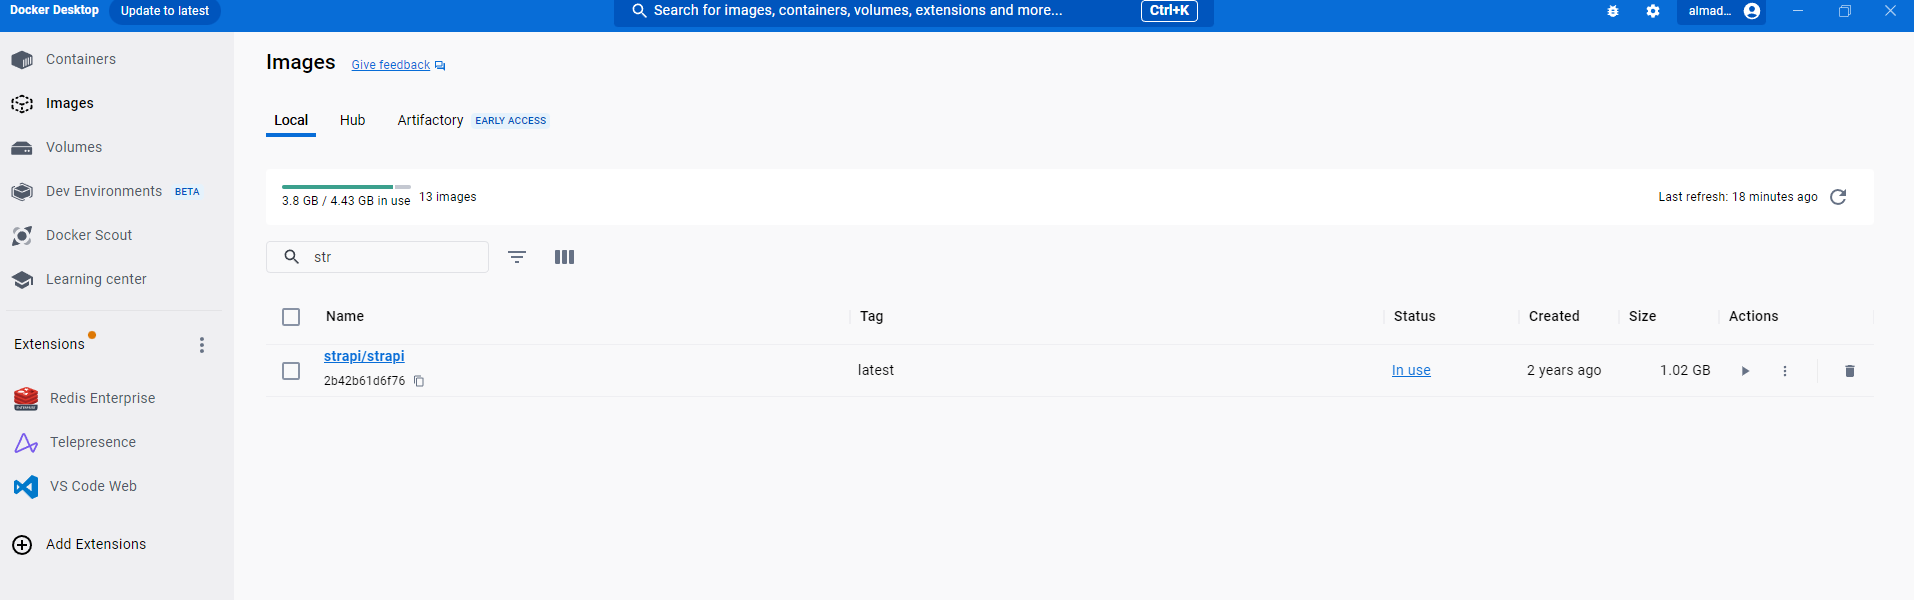 Docker Desktop Update to latest Search for images, containers, volumes, extensions and more... Ctrl+K almad...
Containers
Images
Volumes
Dev Environments BETA
Docker Scout
Learning center
Extensions
Redis Enterprise
Telepresence
VS Code Web
Add Extensions
Images Give feedback
Local Hub Artifactory EARLY ACCESS
3.8 GB / 4.43 GB in use 13 images Last refresh: 18 minutes ago
str
Name Tag Status Created Size Actions
strapi/strapi
2b42b61d6f76
latest In use 2 years ago 1.02 GB